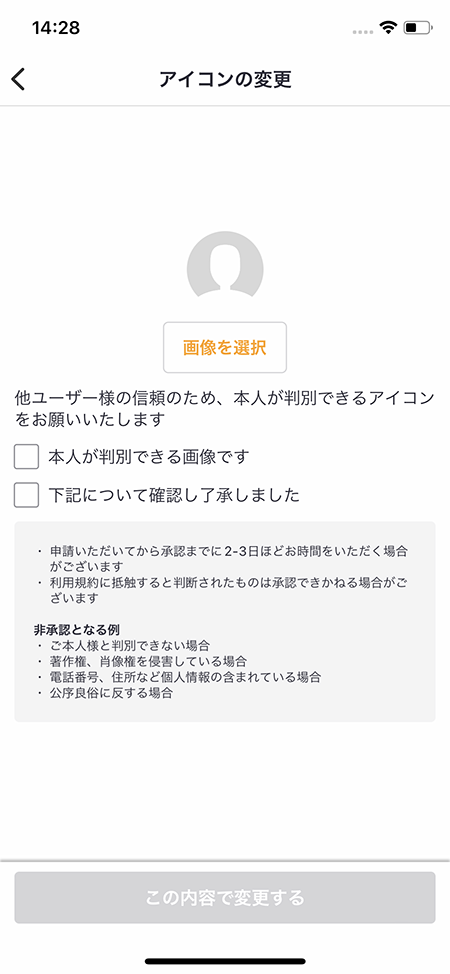 14:28
アイコンの変更
画像を選択
他ユーザー様の信頼のため、本人が判別できるアイコン
をお願いいたします
本人が判別できる画像です
下記について確認し了承しました
・ 申請いただいてから承認までに2-3日ほどお時間をいただく場合
がございます
・ 利用規約に抵触すると判断されたものは承認できかねる場合がご
ざいます
非承認となる例
・ ご本人様と判別できない場合
・ 著作権、肖像権を侵害している場合
・ 電話番号、住所など個人情報の含まれている場合
・ 公序良俗に反する場合
この内容で変更する